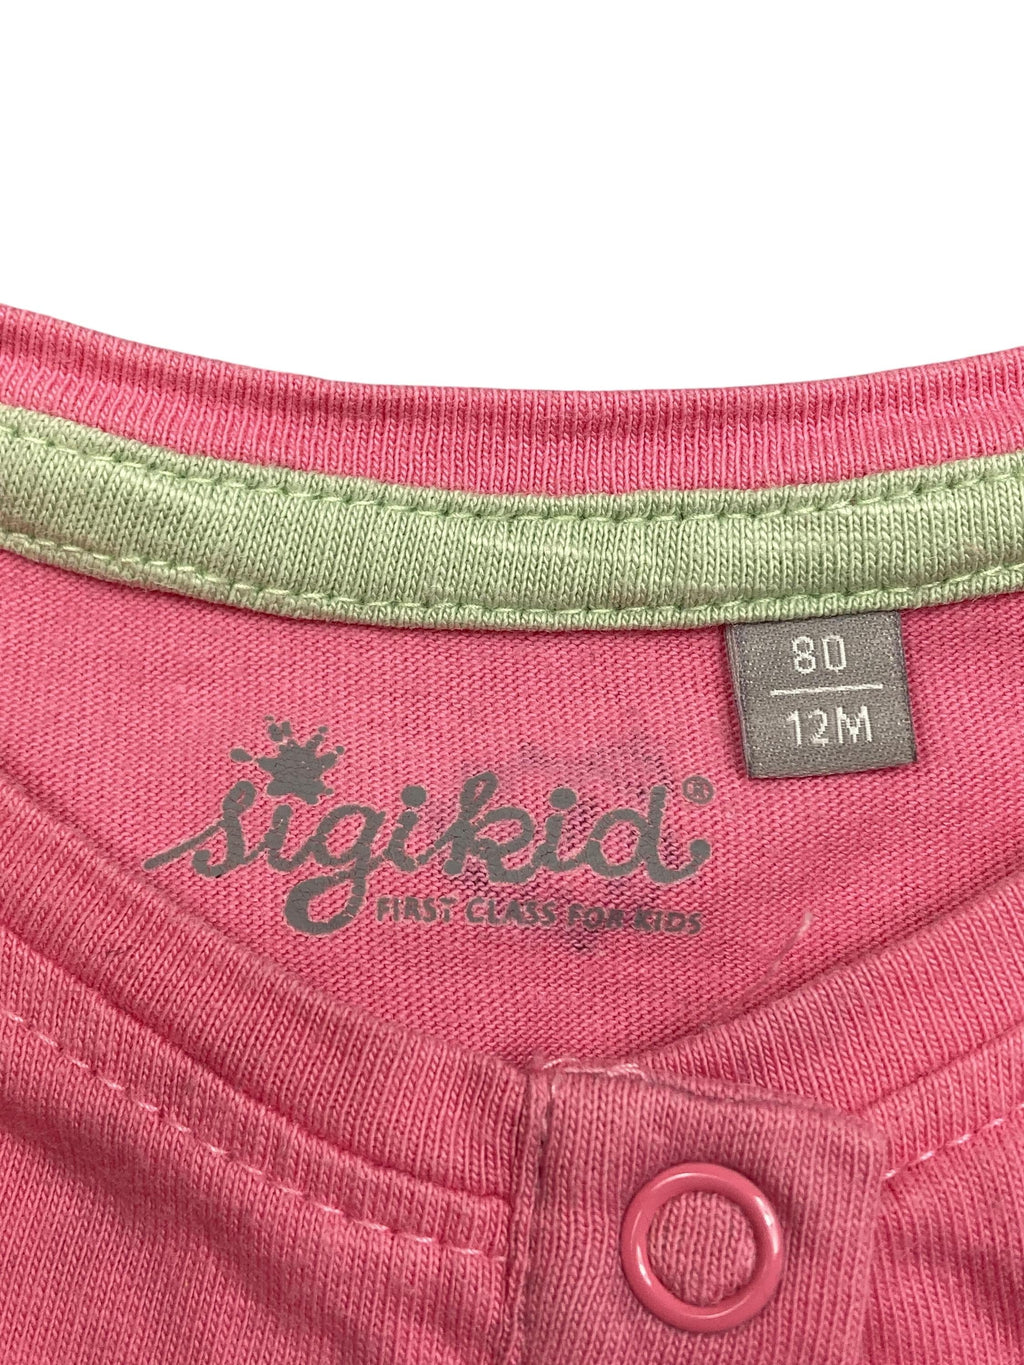 80
12M
sigikid®
FIRST CLASS FOR KIDS